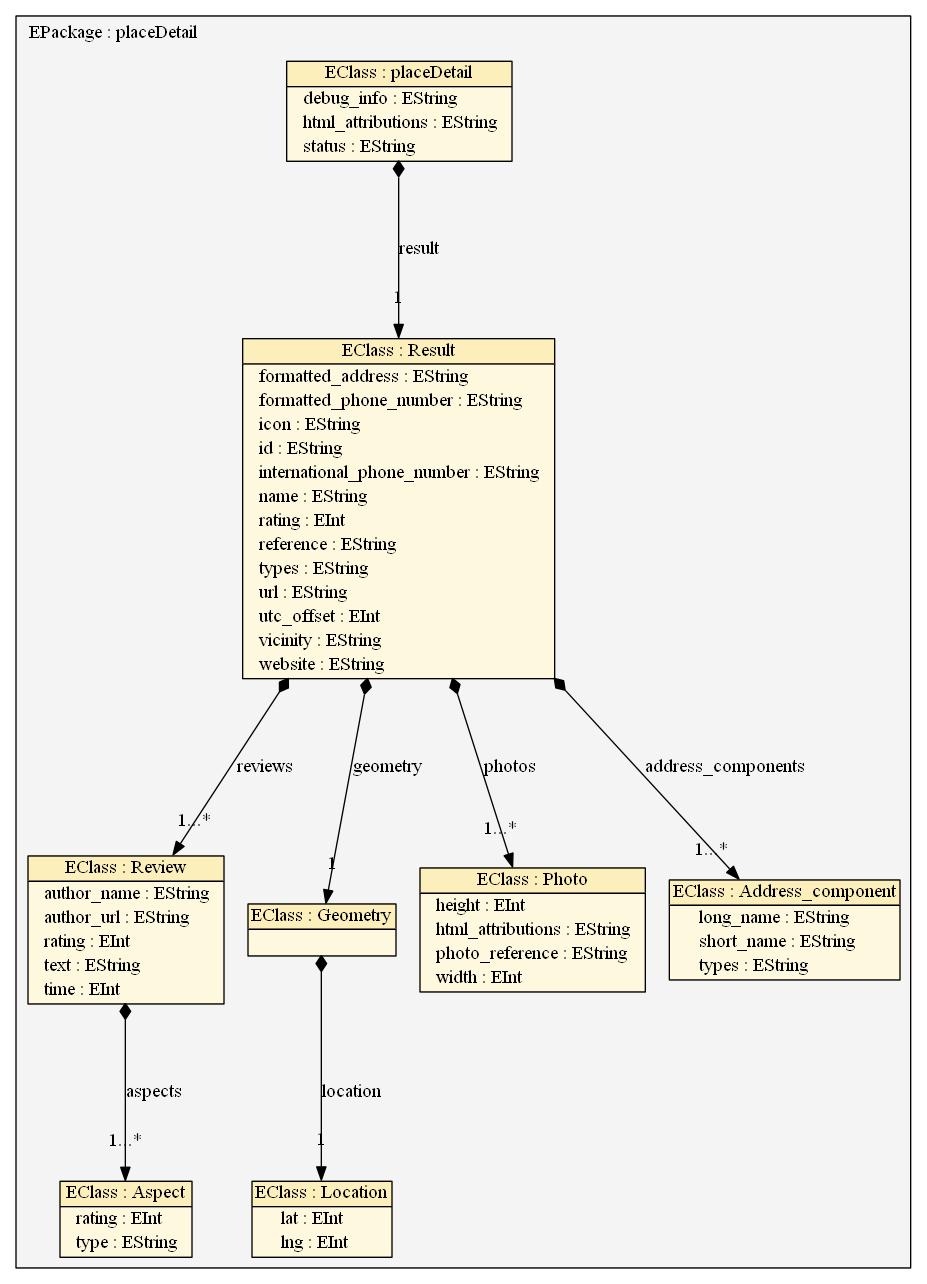 EPackage : placeDetail
EClass : placeDetail
debug_info : EString
html_attributions : EString
status : EString
result
1
EClass : Result
formatted_address : EString
formatted_phone_number : EString
icon : EString
id : EString
international_phone_number : EString
name : EString
rating : EInt
reference : EString
types : EString
url : EString
utc_offset : EInt
vicinity : EString
website : EString
reviews
geometry
photos
address_components
1...*
1
1...*
1...*
EClass : Review
author_name : EString
author_url : EString
rating : EInt
text : EString
time : EInt
EClass : Geometry
EClass : Photo
height : EInt
html_attributions : EString
photo_reference : EString
width : EInt
EClass : Address_component
long_name : EString
short_name : EString
types : EString
aspects
1...*
location
1
EClass : Aspect
rating : EInt
type : EString
EClass : Location
lat : EInt
lng : EInt